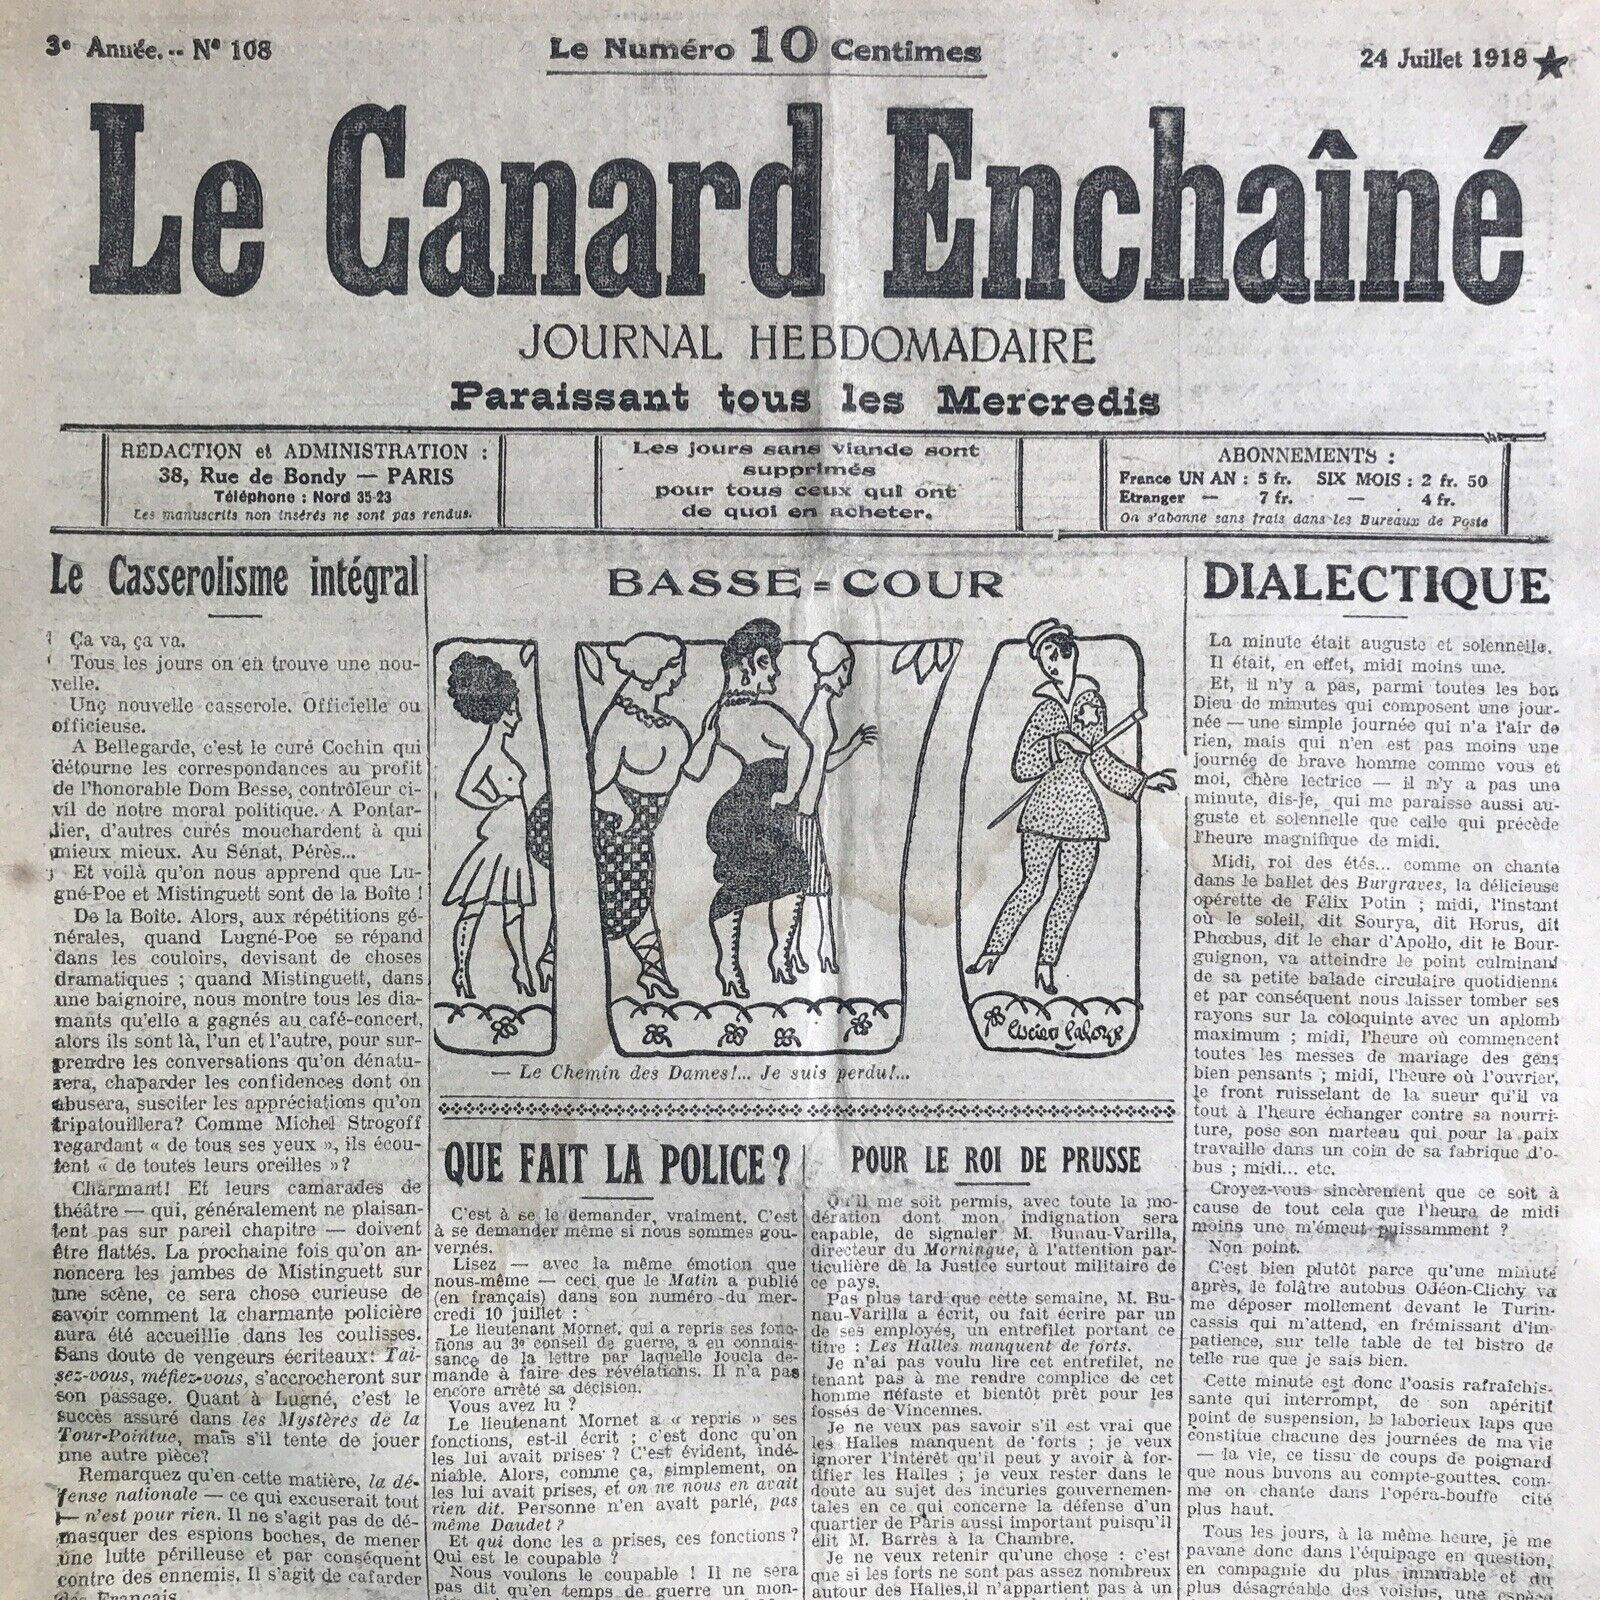 3e Année. -- No 108
Le Numéro 10 Centimes
24 Juillet 1918
Le Canard Enchaîné
JOURNAL HEBDOMADAIRE
Paraissant tous les Mercredis
RÉDACTION et ADMINISTRATION :
38, Rue de Bondy — PARIS
Téléphone : Nord 35-23
Les manuscrits non insérés ne sont pas rendus.
Les jours sans viande sont
supprimés
pour tous ceux qui ont
de quoi en acheter.
ABONNEMENTS :
France UN AN : 5 fr. SIX MOIS : 2 fr. 50
Etranger — 7 fr. — 4 fr.
On s'abonne sans frais dans les Bureaux de Poste
Le Casserolisme intégral
Ça va, ça va.
Tous les jours on en trouve une nou-
velle.
Une nouvelle casserole. Officielle ou
officieuse.
A Bellegarde, c'est le curé Cochin qui
détourne les correspondances au profit
de l'honorable Dom Besse, contrôleur ci-
vil de notre moral politique. A Pontar-
lier, d'autres curés mouchardent à qui
mieux mieux. Au Sénat, Pérès...
Et voilà qu'on nous apprend que Lu-
gné-Poe et Mistinguett sont de la Boîte !
De la Boîte. Alors, aux répétitions gé-
nérales, quand Lugné-Poe se répand
dans les couloirs, devisant de choses
dramatiques ; quand Mistinguett, dans
une baignoire, nous montre tous les dia-
mants qu'elle a gagnés au café-concert,
alors ils sont là, l'un et l'autre, pour sur-
prendre les conversations qu'on dénatu-
rera, chaparder les confidences dont on
abusera, susciter les appréciations qu'on
tripatouillera? Comme Michel Strogoff
regardant « de tous ses yeux », ils écou-
tent « de toutes leurs oreilles »?
Charmant! Et leurs camarades de
théâtre — qui, généralement ne plaisan-
tent pas sur pareil chapitre — doivent
être flattés. La prochaine fois qu'on an-
noncera les jambes de Mistinguett sur
une scène, ce sera chose curieuse de
savoir comment la charmante policière
aura été accueillie dans les coulisses.
Sans doute de vengeurs écriteaux: Tai-
sez-vous, méfiez-vous, s'accrocheront sur
son passage. Quant à Lugné, c'est le
succès assuré dans les Mystères de la
Tour-Pointue, mais s'il tente de jouer
une autre pièce?
Remarquez qu'en cette matière, la dé-
fense nationale — ce qui excuserait tout
— n'est pour rien. Il ne s'agit pas de dé-
masquer des espions boches, de mener
une lutte périlleuse et par conséquent
contre des ennemis. Il s'agit de cafarder
des Français.
BASSE=COUR
Lucien Laforge
— Le Chemin des Dames!... Je suis perdu!...
QUE FAIT LA POLICE ?
C'est à se le demander, vraiment. C'est
à se demander même si nous sommes gou-
vernés.
Lisez — avec la même émotion que
nous-même — ceci que le Matin a publié
(en français) dans son numéro du mer-
credi 10 juillet :
Le lieutenant Mornet, qui a repris ses fonc-
tions au 3e conseil de guerre, a en connais-
sance de la lettre par laquelle Joucla de-
mande à faire des révélations. Il n'a pas
encore arrêté sa décision.
Vous avez lu ?
Le lieutenant Mornet a « repris » ses
fonctions, est-il écrit ; c'est donc qu'on
les lui avait prises ? C'est évident, indé-
niable. Alors, comme ça, simplement, on
les lui avait prises, et on ne nous en avait
rien dit. Personne n'en avait parlé, pas
même Daudet ?
Et qui donc les a prises, ces fonctions ?
Qui est le coupable ?
Nous voulons le coupable ! Il ne sera
pas dit qu'en temps de guerre un mon-
POUR LE ROI DE PRUSSE
Qu'il me soit permis, avec toute la mo-
dération dont mon indignation sera
capable, de signaler M. Bunau-Varilla,
directeur du Morningue, à l'attention par-
ticulière de la Justice surtout militaire de
ce pays.
Pas plus tard que cette semaine, M. Bu-
nau-Varilla a écrit, ou fait écrire par un
de ses employés, un entrefilet portant ce
titre : Les Halles manquent de forts.
Je n'ai pas voulu lire cet entrefilet, ne
tenant pas à me rendre complice de cet
homme néfaste et bientôt prêt pour les
fossés de Vincennes.
Je ne veux pas savoir s'il est vrai que
les Halles manquent de forts ; je veux
ignorer l'intérêt qu'il peut y avoir à for-
tifier les Halles ; je veux rester dans le
doute au sujet des incuries gouvernemen-
tales en ce qui concerne la défense d'un
quartier de Paris aussi important puisqu'il
élit M. Barrès à la Chambre.
Je ne veux retenir qu'une chose : c'est
que si les forts ne sont pas assez nombreux
autour des Halles, il n'appartient pas à un
DIALECTIQUE
La minute était auguste et solennelle.
Il était, en effet, midi moins une.
Et, il n'y a pas, parmi toutes les bon
Dieu de minutes qui composent une jour-
née — une simple journée qui n'a l'air de
rien, mais qui n'en est pas moins une
journée de brave homme comme vous et
moi, chère lectrice — il n'y a pas une
minute, dis-je, qui me paraisse aussi au-
guste et solennelle que celle qui précède
l'heure magnifique de midi.
Midi, roi des étés... comme on chante
dans le ballet des Burgraves, la délicieuse
opérette de Félix Potin ; midi, l'instant
où le soleil, dit Sourya, dit Horus, dit
Phœbus, dit le char d'Apollo, dit le Bour-
guignon, va atteindre le point culminant
de sa petite balade circulaire quotidienne
et par conséquent nous laisser tomber ses
rayons sur la coloquinte avec un aplomb
maximum ; midi, l'heure où commencent
toutes les messes de mariage des gens
bien pensants ; midi, l'heure où l'ouvrier,
le front ruisselant de la sueur qu'il va
tout à l'heure échanger contre sa nourri-
ture, pose son marteau qui pour la paix
travaille dans un coin de sa fabrique d'o-
bus ; midi... etc.
Croyez-vous sincèrement que ce soit à
cause de tout cela que l'heure de midi
moins une m'émeut puissamment ?
Non point.
C'est bien plutôt parce qu'une minute
après, le folâtre autobus Odéon-Clichy va
me déposer mollement devant le Turin-
cassis qui m'attend, en frémissant d'im-
patience, sur telle table de tel bistro de
telle rue que je sais bien.
Cette minute est donc l'oasis rafraîchis-
sante qui interrompt, de son apéritif
point de suspension, le laborieux laps que
constitue chacune des journées de ma vie
— la vie, ce tissu de coups de poignard
que nous buvons au compte-gouttes, com-
me on chante dans l'opéra-bouffe cité
plus haut.
Tous les jours, à la même heure, je me
pavane donc dans l'équipage en question,
en compagnie du plus immuable et du
plus désagréable des voisins, une espèce